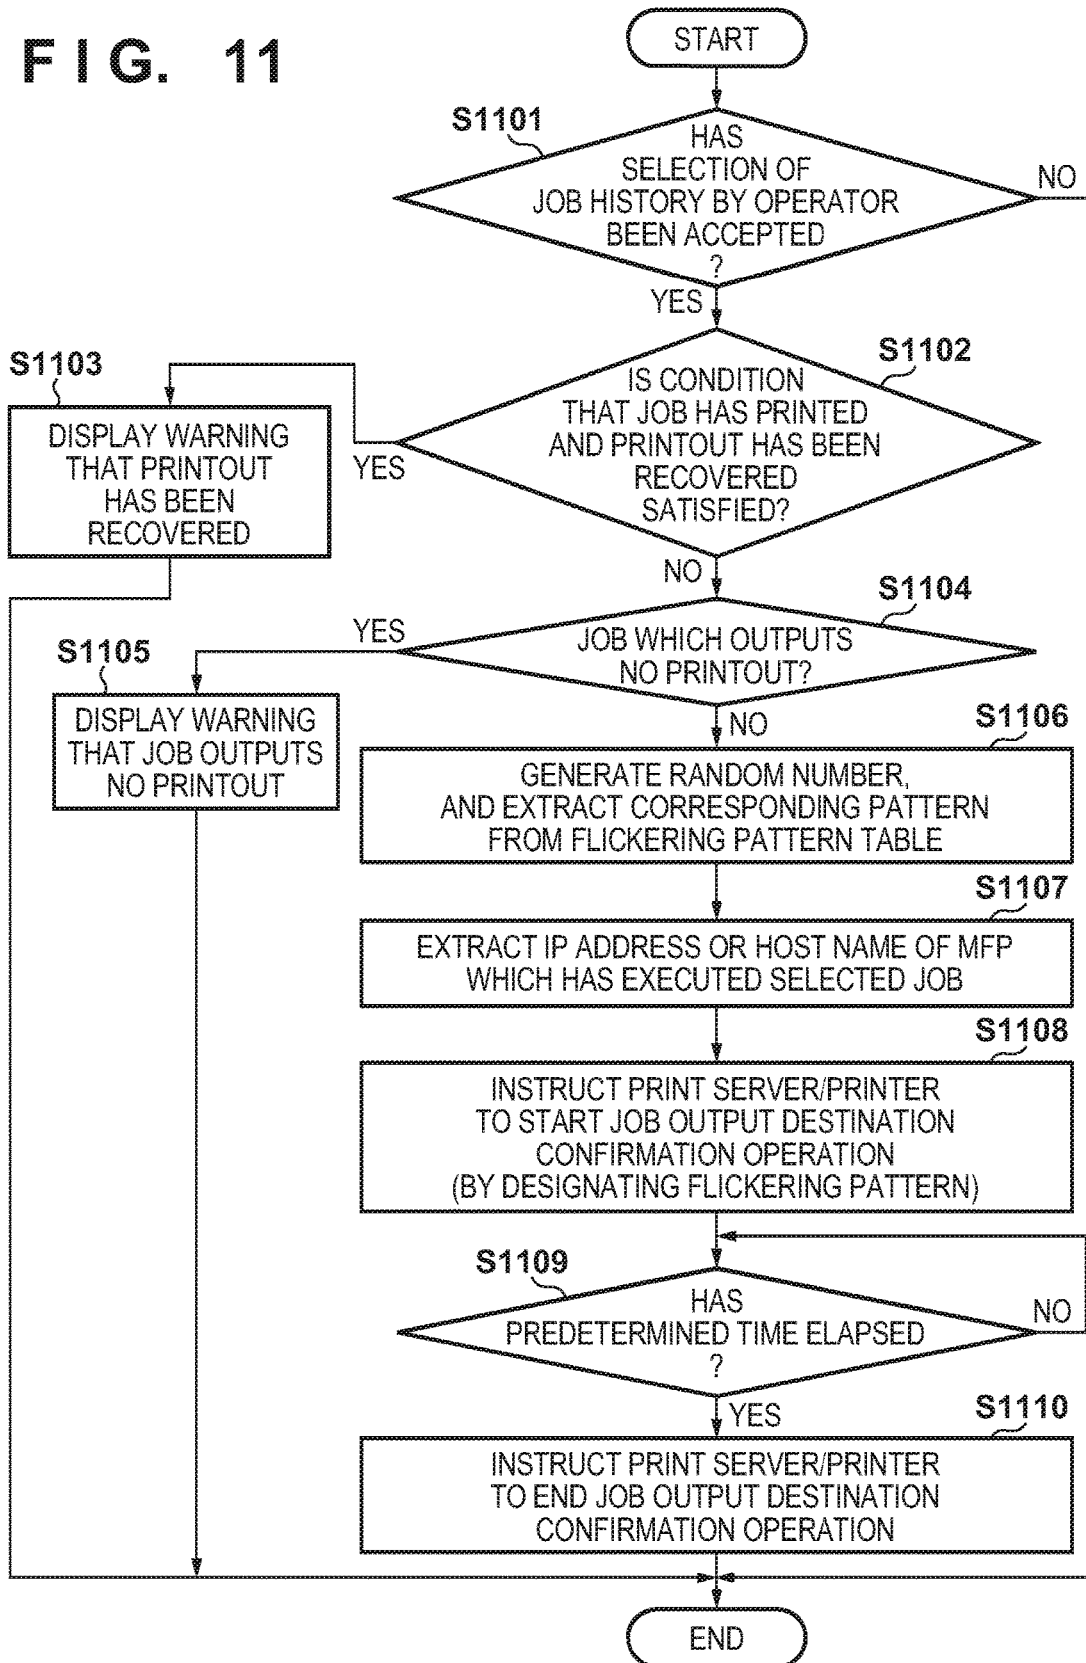 FIG. 11
START
S1101
HAS
SELECTION OF
JOB HISTORY BY OPERATOR
BEEN ACCEPTED
?
NO
YES
S1102
IS CONDITION
THAT JOB HAS PRINTED
AND PRINTOUT HAS BEEN
RECOVERED
SATISFIED?
YES
S1103
DISPLAY WARNING
THAT PRINTOUT
HAS BEEN
RECOVERED
NO
S1104
JOB WHICH OUTPUTS
NO PRINTOUT?
YES
S1105
DISPLAY WARNING
THAT JOB OUTPUTS
NO PRINTOUT
NO
S1106
GENERATE RANDOM NUMBER,
AND EXTRACT CORRESPONDING PATTERN
FROM FLICKERING PATTERN TABLE
S1107
EXTRACT IP ADDRESS OR HOST NAME OF MFP
WHICH HAS EXECUTED SELECTED JOB
S1108
INSTRUCT PRINT SERVER/PRINTER
TO START JOB OUTPUT DESTINATION
CONFIRMATION OPERATION
(BY DESIGNATING FLICKERING PATTERN)
S1109
HAS
PREDETERMINED TIME ELAPSED
?
NO
YES
S1110
INSTRUCT PRINT SERVER/PRINTER
TO END JOB OUTPUT DESTINATION
CONFIRMATION OPERATION
END